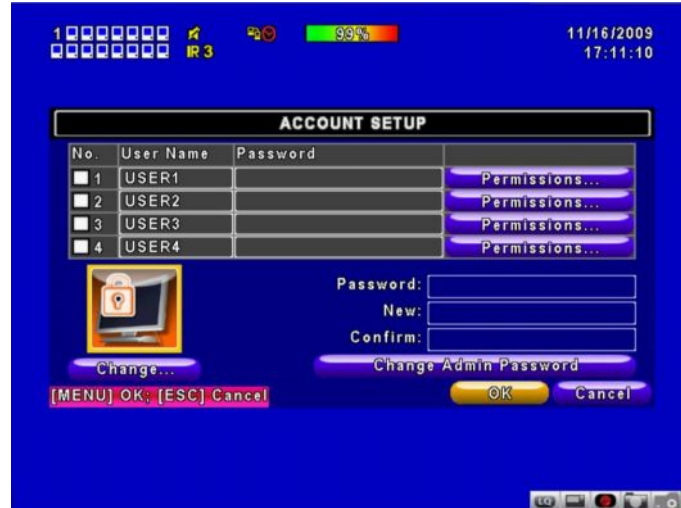 1 99% 11/16/2009
IR 3 17:11:10
ACCOUNT SETUP
No. User Name Password
1 USER1 Permissions...
2 USER2 Permissions...
3 USER3 Permissions...
4 USER4 Permissions...
Password:
New:
Confirm:
Change... Change Admin Password
[MENU] OK; [ESC] Cancel OK Cancel
LQ